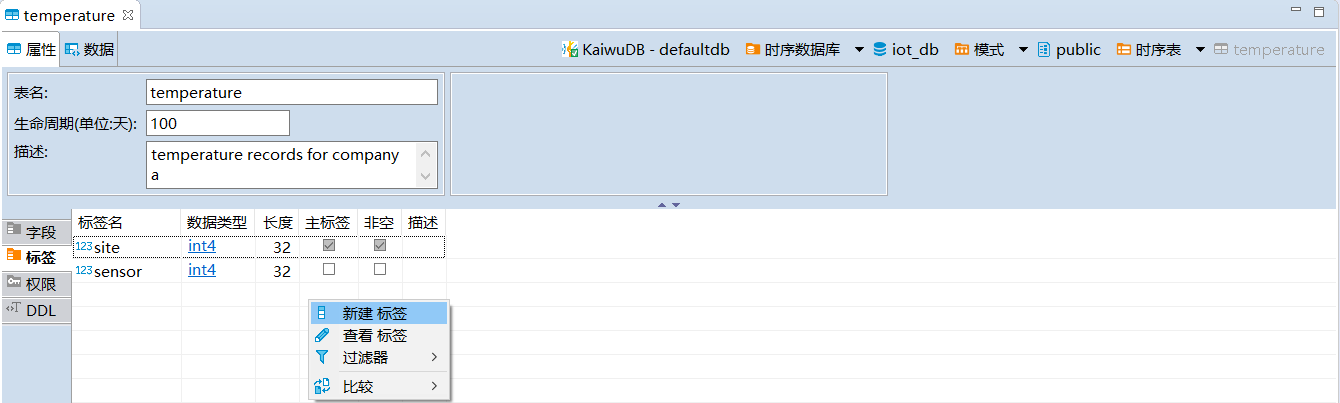 temperature
属性 数据 KaiwuDB - defaultdb 时序数据库 iot_db 模式 public 时序表 temperature
表名: temperature
生命周期(单位:天): 100
描述: temperature records for company
a
标签名 数据类型 长度 主标签 非空 描述
字段
123 site int4 32
标签
123 sensor int4 32
权限
DDL
新建 标签
查看 标签
过滤器
比较